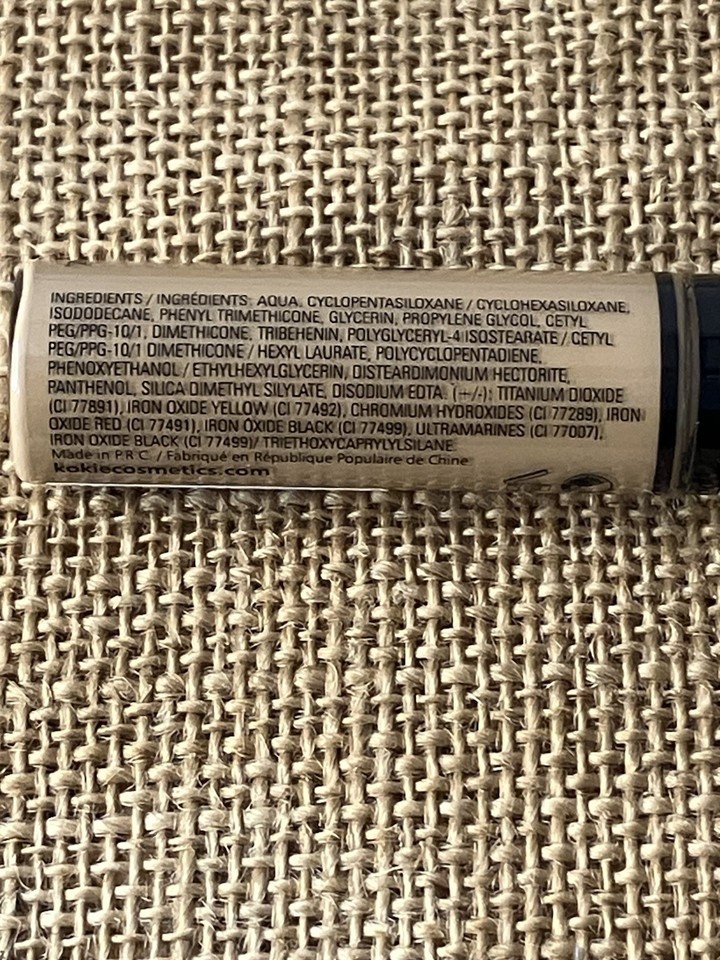 INGREDIENTS / INGRÉDIENTS: AQUA. CYCLOPENTASILOXANE / CYCLOHEXASILOXANE,
ISODODECANE, PHENYL TRIMETHICONE, GLYCERIN, PROPYLENE GLYCOL, CETYL
PEG/PPG-10/1, DIMETHICONE, TRIBEHENIN, POLYGLYCERYL-4 ISOSTEARATE / CETYL
PEG/PPG-10/1 DIMETHICONE / HEXYL LAURATE, POLYCYCLOPENTADIENE,
PHENOXYETHANOL / ETHYLHEXYLGLYCERIN, DISTEARDIMONIUM HECTORITE,
PANTHENOL, SILICA DIMETHYL SILYLATE, DISODIUM EDTA. (+/-): TITANIUM DIOXIDE
(CI 77891), IRON OXIDE YELLOW (CI 77492), CHROMIUM HYDROXIDES (CI 77289), IRON
OXIDE RED (CI 77491), IRON OXIDE BLACK (CI 77499), ULTRAMARINES (CI 77007),
IRON OXIDE BLACK (CI 77499)/ TRIETHOXYCAPRYLYLSILANE.
Made in P.R.C. / Fabriqué en République Populaire de Chine
kokiecosmetics.com